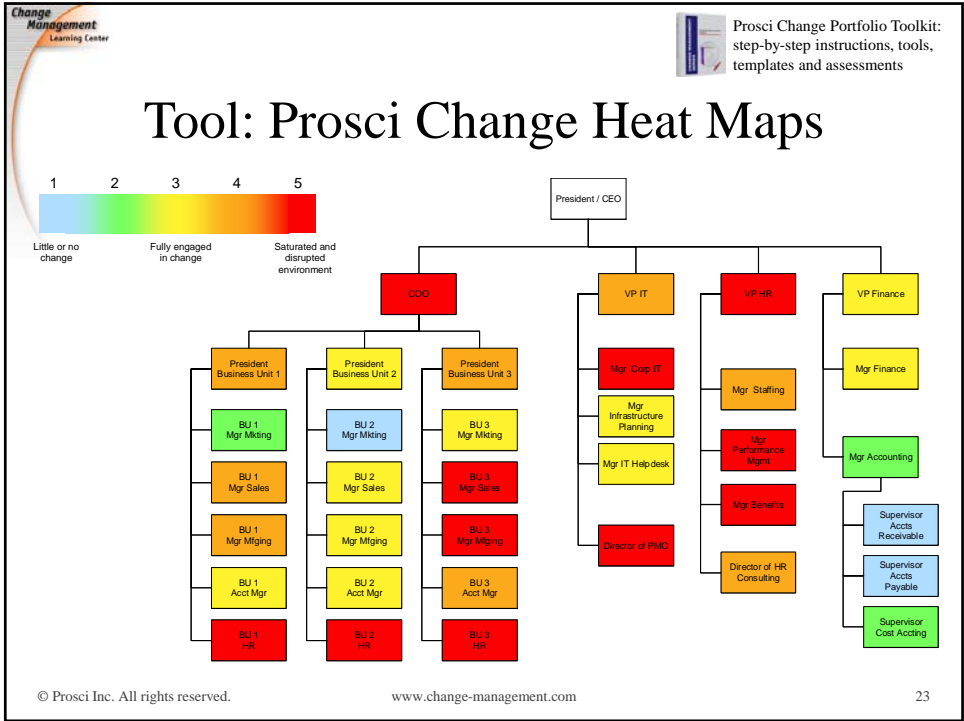 Change
Management
Learning Center
Prosci Change Portfolio Toolkit:
step-by-step instructions, tools,
templates and assessments
Tool: Prosci Change Heat Maps
1 2 3 4 5
Little or no
change
Fully engaged
in change
Saturated and
disrupted
environment
President / CEO
COO
VP IT
VP HR
VP Finance
President
Business Unit 1
President
Business Unit 2
President
Business Unit 3
BU 1
Mgr Mkting
BU 1
Mgr Sales
BU 1
Mgr Mfging
BU 1
Acct Mgr
BU 1
HR
BU 2
Mgr Mkting
BU 2
Mgr Sales
BU 2
Mgr Mfging
BU 2
Acct Mgr
BU 2
HR
BU 3
Mgr Mkting
BU 3
Mgr Sales
BU 3
Mgr Mfging
BU 3
Acct Mgr
BU 3
HR
Mgr Corp IT
Mgr
Infrastructure
Planning
Mgr IT Helpdesk
Director of PMO
Mgr Staffing
Mgr
Performance
Mgmt
Mgr Benefits
Director of HR
Consulting
Mgr Finance
Mgr Accounting
Supervisor
Accts
Receivable
Supervisor
Accts
Payable
Supervisor
Cost Accting
© Prosci Inc. All rights reserved.
www.change-management.com
23